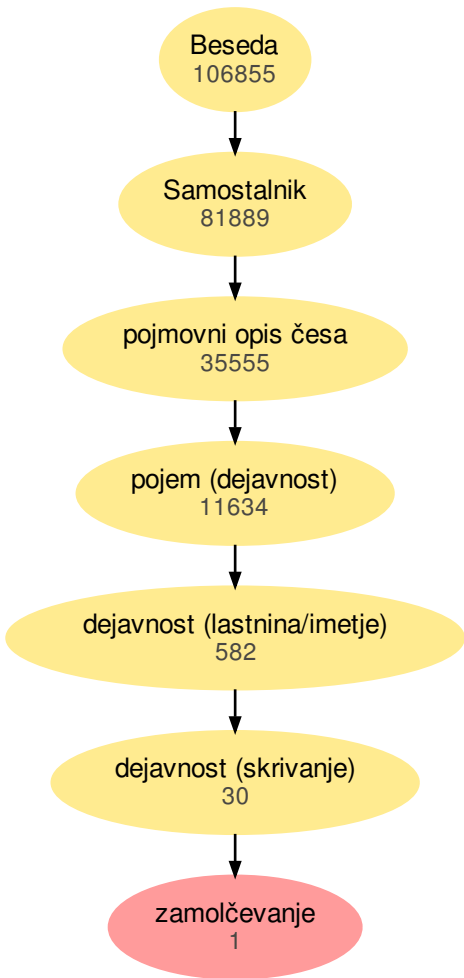 Beseda
106855
Samostalnik
81889
pojmovni opis česa
35555
pojem (dejavnost)
11634
dejavnost (lastnina/imetje)
582
dejavnost (skrivanje)
30
zamolčevanje
1